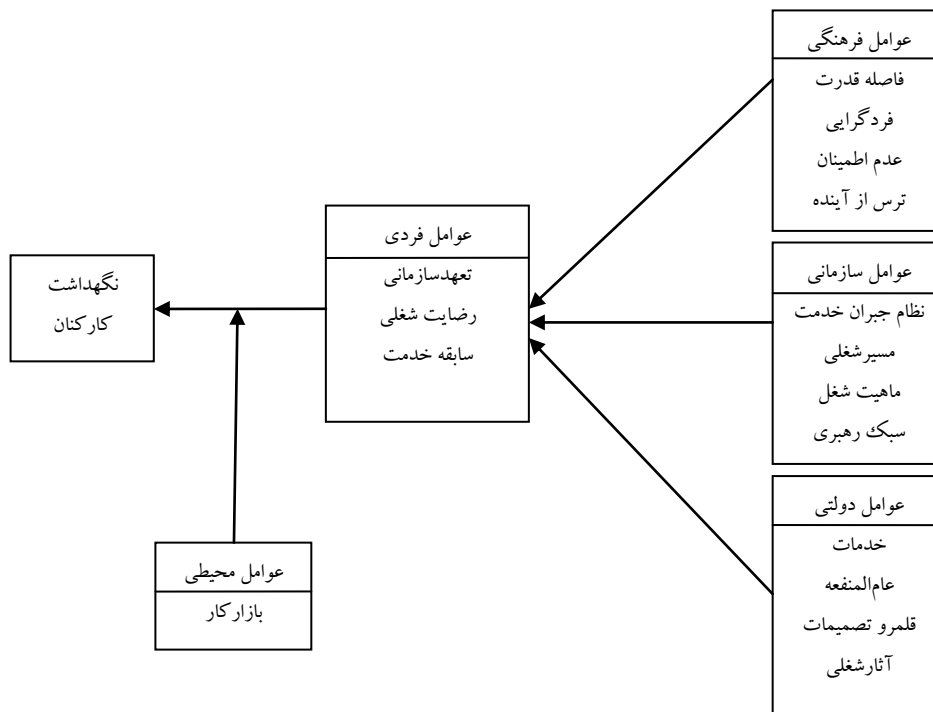 عوامل فرهنگی
فاصله قدرت
فردگرایی
عدم اطمینان
ترس از آینده
عوامل سازمانی
نظام جبران خدمت
مسیرشغلی
ماهیت شغل
سبک رهبری
عوامل دولتی
خدمات
عام‌المنفعه
قلمرو تصمیمات
آثارشغلی
عوامل فردی
تعهدسازمانی
رضایت شغلی
سابقه خدمت
نگهداشت
کارکنان
عوامل محیطی
بازارکار